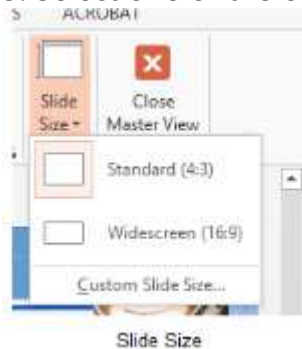 ACROBAT
Slide
Size
Close
Master View
Standard (4:3)
Widescreen (16:9)
Custom Slide Size...
Slide Size